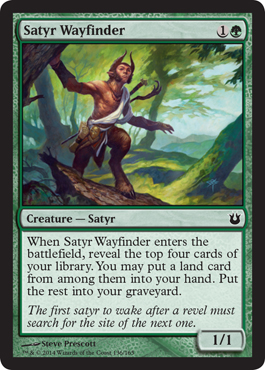 Satyr Wayfinder 1
Creature — Satyr
When Satyr Wayfinder enters the
battlefield, reveal the top four cards of
your library. You may put a land card
from among them into your hand. Put
the rest into your graveyard.
The first satyr to wake after a revel must
search for the site of the next one.
1/1
Steve Prescott
™ & © 2014 Wizards of the Coast 136/165